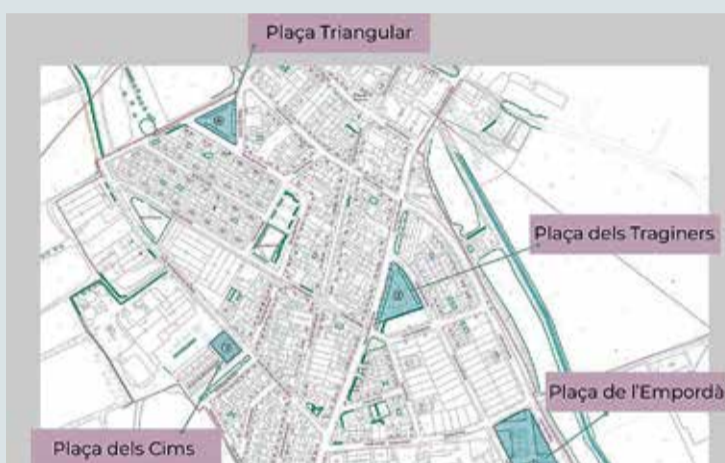 Plaça Triangular
Plaça dels Traginers
Plaça de l'Empordà
Plaça dels Cims